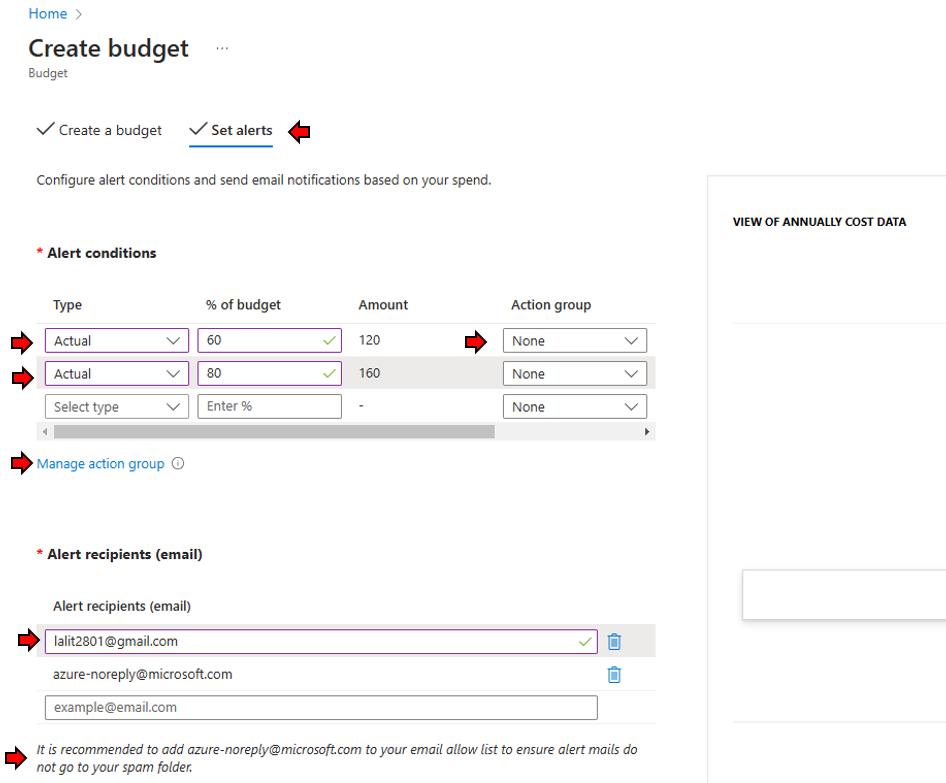 Home >
Create budget ...
Budget
Create a budget
Set alerts
Configure alert conditions and send email notifications based on your spend.
VIEW OF ANNUALLY COST DATA
* Alert conditions
Type % of budget Amount Action group
Actual 60 120 None
Actual 80 160 None
Select type Enter % - None
Manage action group
* Alert recipients (email)
Alert recipients (email)
lalit2801@gmail.com
azure-noreply@microsoft.com
example@email.com
It is recommended to add azure-noreply@microsoft.com to your email allow list to ensure alert mails do
not go to your spam folder.